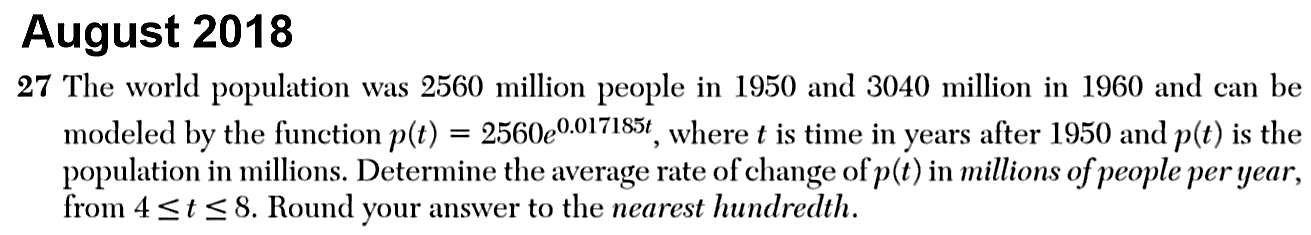 August 2018
27 The world population was 2560 million people in 1950 and 3040 million in 1960 and can be
modeled by the function p(t) = 2560e^0.017185t, where t is time in years after 1950 and p(t) is the
population in millions. Determine the average rate of change of p(t) in millions of people per year,
from 4 ≤ t ≤ 8. Round your answer to the nearest hundredth.